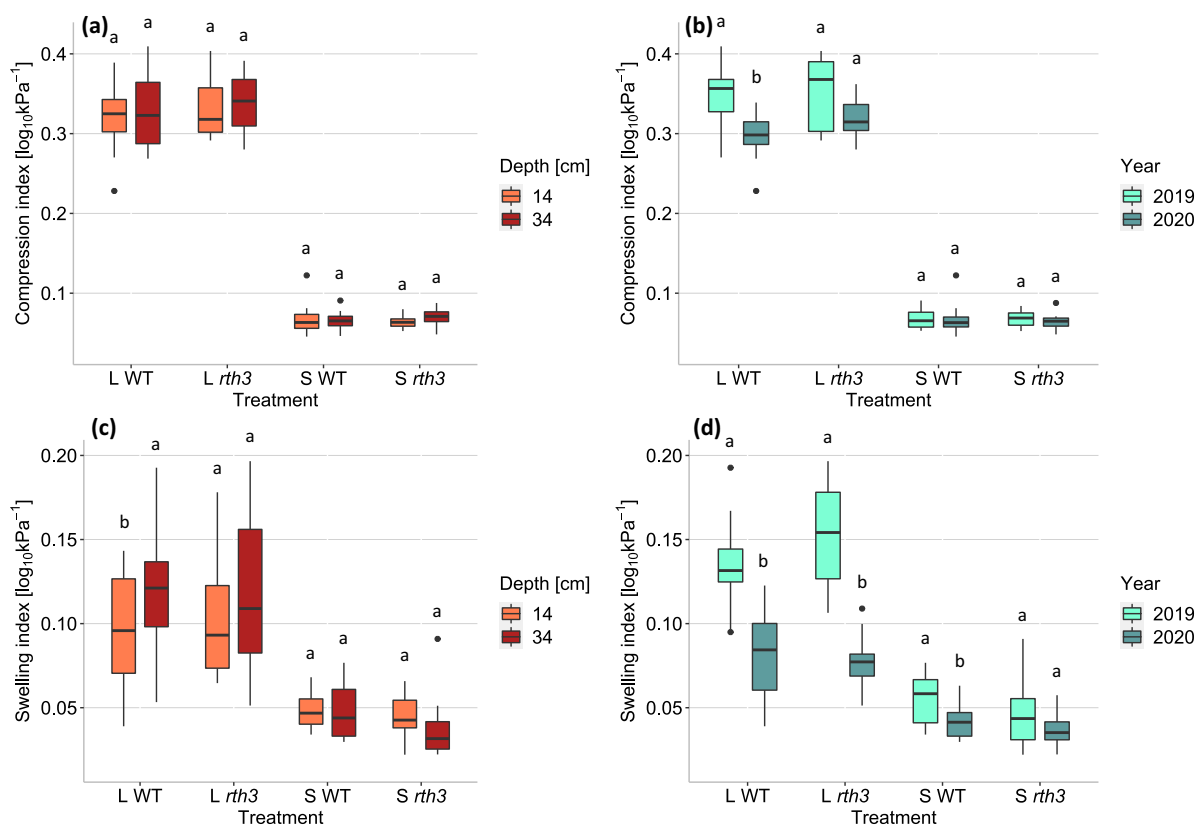 (a)
a
a
a
a
a
a
a
a
0.4
0.3
0.2
0.1
Compression index [log₁₀kPa⁻¹]
L WT
L rth3
S WT
S rth3
Treatment
Depth [cm]
14
34
(b)
a
b
a
a
a
a
a
a
0.4
0.3
0.2
0.1
Compression index [log₁₀kPa⁻¹]
L WT
L rth3
S WT
S rth3
Treatment
Year
2019
2020
(c)
b
a
a
a
a
a
a
a
0.20
0.15
0.10
0.05
Swelling index [log₁₀kPa⁻¹]
L WT
L rth3
S WT
S rth3
Treatment
Depth [cm]
14
34
(d)
a
b
a
b
a
b
a
a
0.20
0.15
0.10
0.05
Swelling index [log₁₀kPa⁻¹]
L WT
L rth3
S WT
S rth3
Treatment
Year
2019
2020